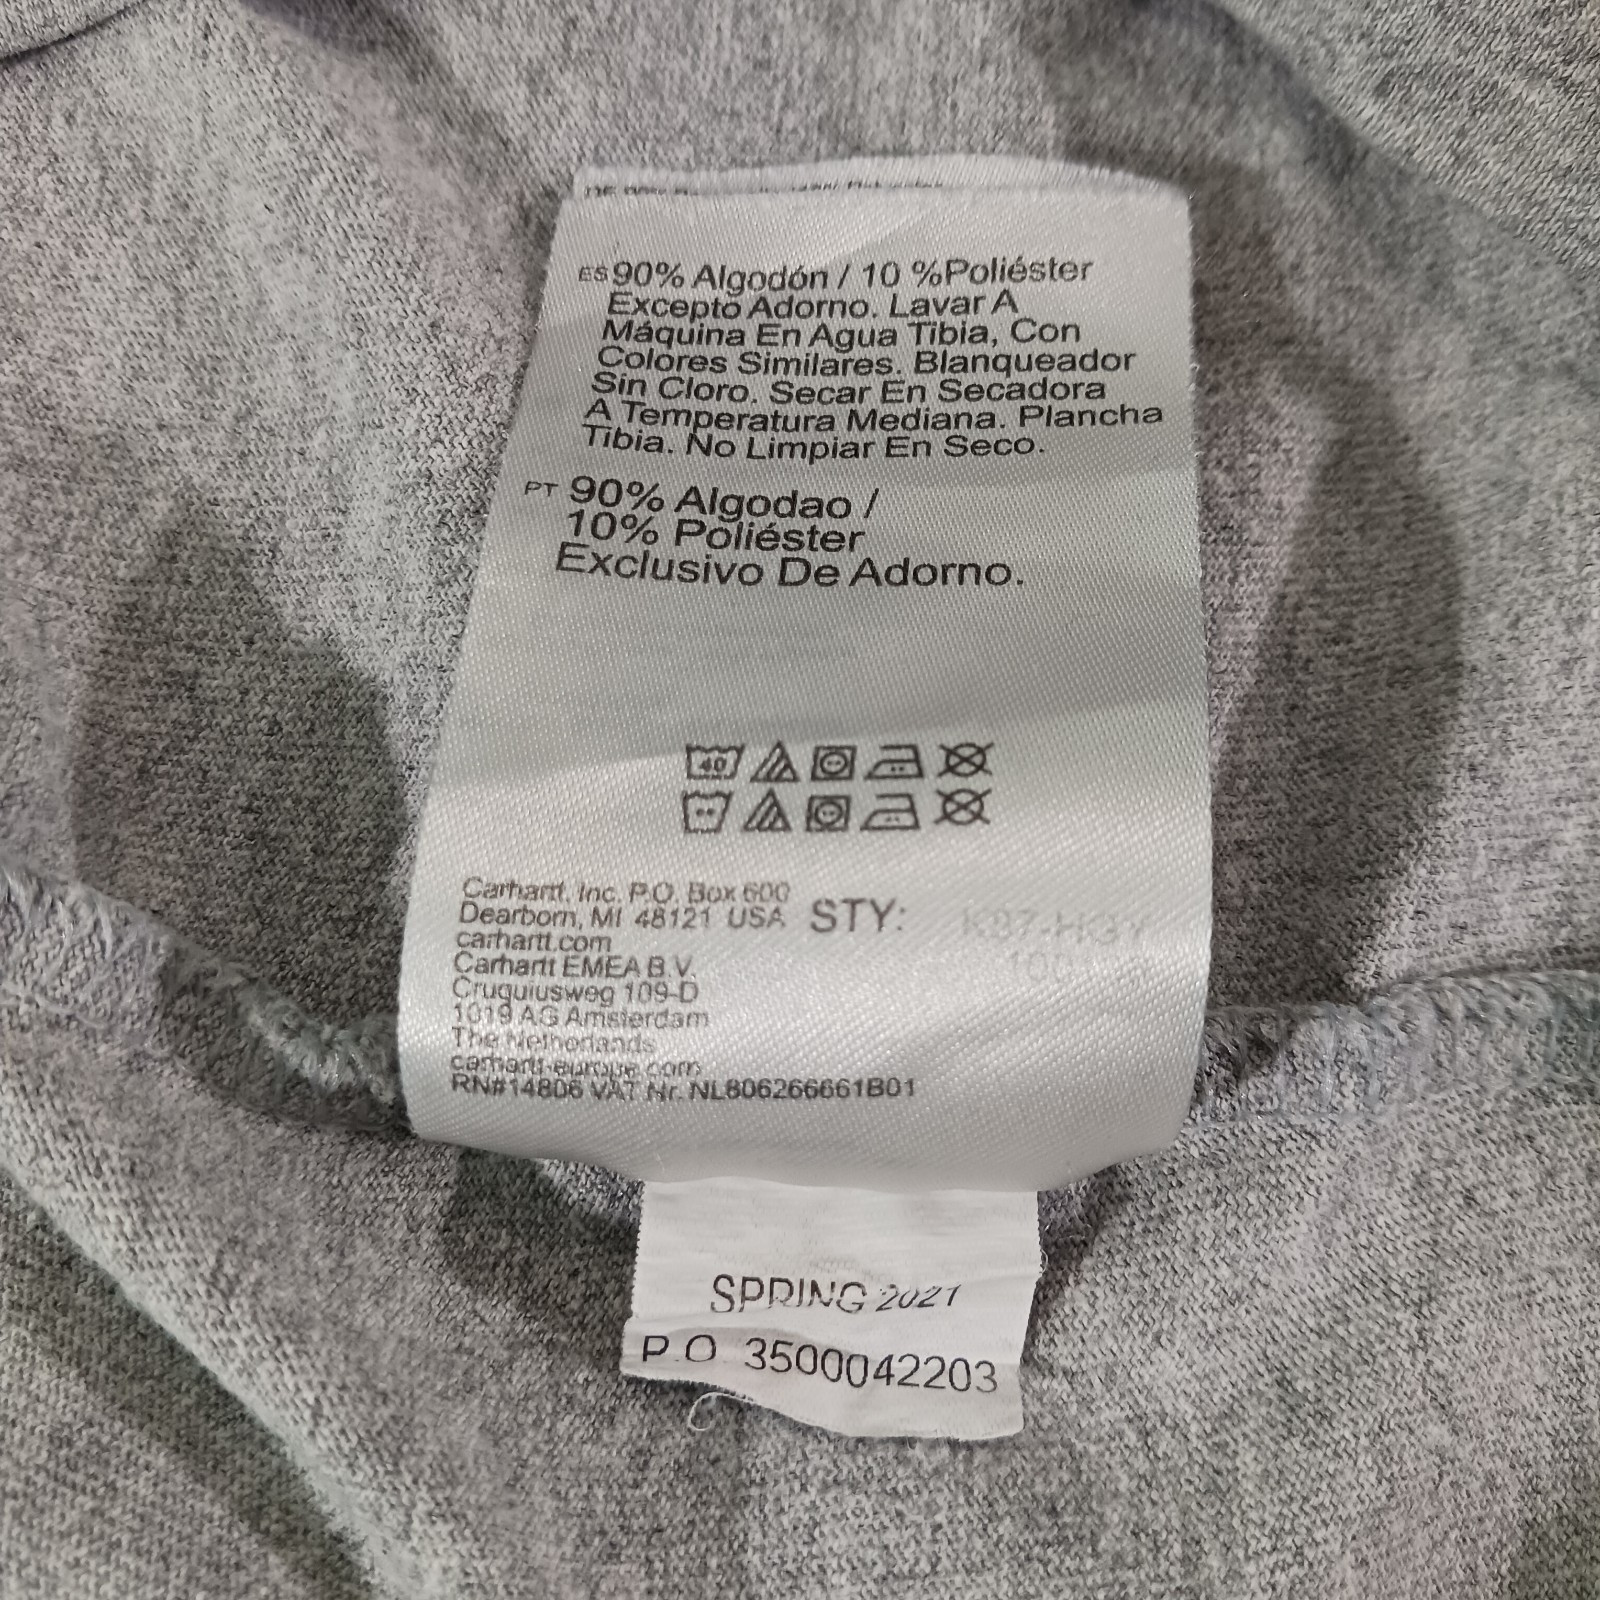 ES 90% Algodón / 10 %Poliéster
Excepto Adorno. Lavar A
Máquina En Agua Tibia, Con
Colores Similares. Blanqueador
Sin Cloro. Secar En Secadora
A Temperatura Mediana. Plancha
Tibia. No Limpiar En Seco.
PT 90% Algodao /
10% Poliéster
Exclusivo De Adorno.
40
Carhartt, Inc. P.O. Box 600
Dearborn, MI 48121 USA
carhartt.com
Carhartt EMEA B.V.
Cruquiusweg 109-D
1019 AG Amsterdam
The Netherlands
carhartt-europe.com
RN#14806 VAT Nr. NL806266661B01
STY: K87-HGY
SPRING 2021
P.O 3500042203